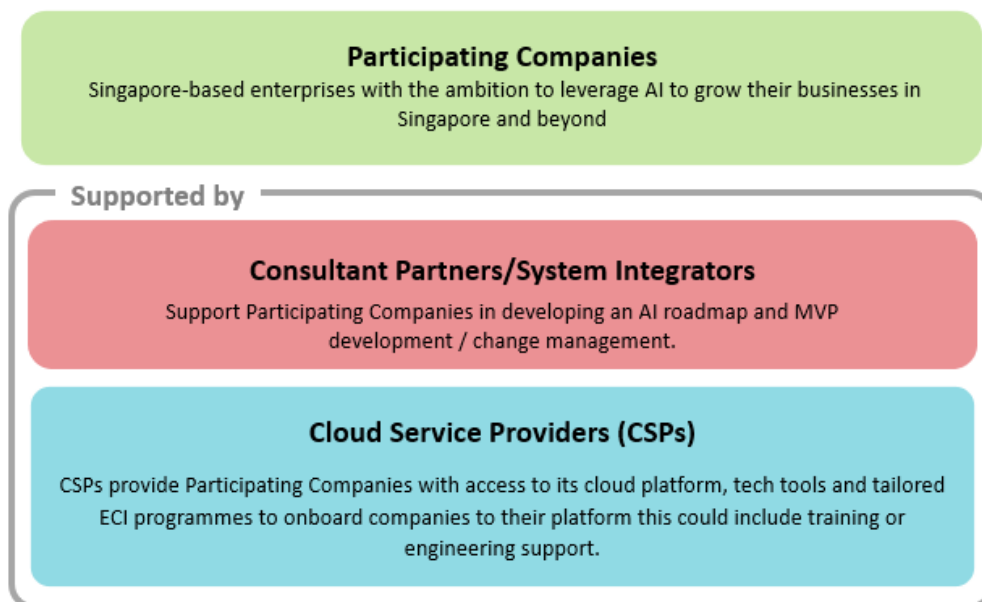 Participating Companies
Singapore-based enterprises with the ambition to leverage AI to grow their businesses in
Singapore and beyond
Supported by
Consultant Partners/System Integrators
Support Participating Companies in developing an AI roadmap and MVP
development / change management.
Cloud Service Providers (CSPs)
CSPs provide Participating Companies with access to its cloud platform, tech tools and tailored
ECI programmes to onboard companies to their platform this could include training or
engineering support.